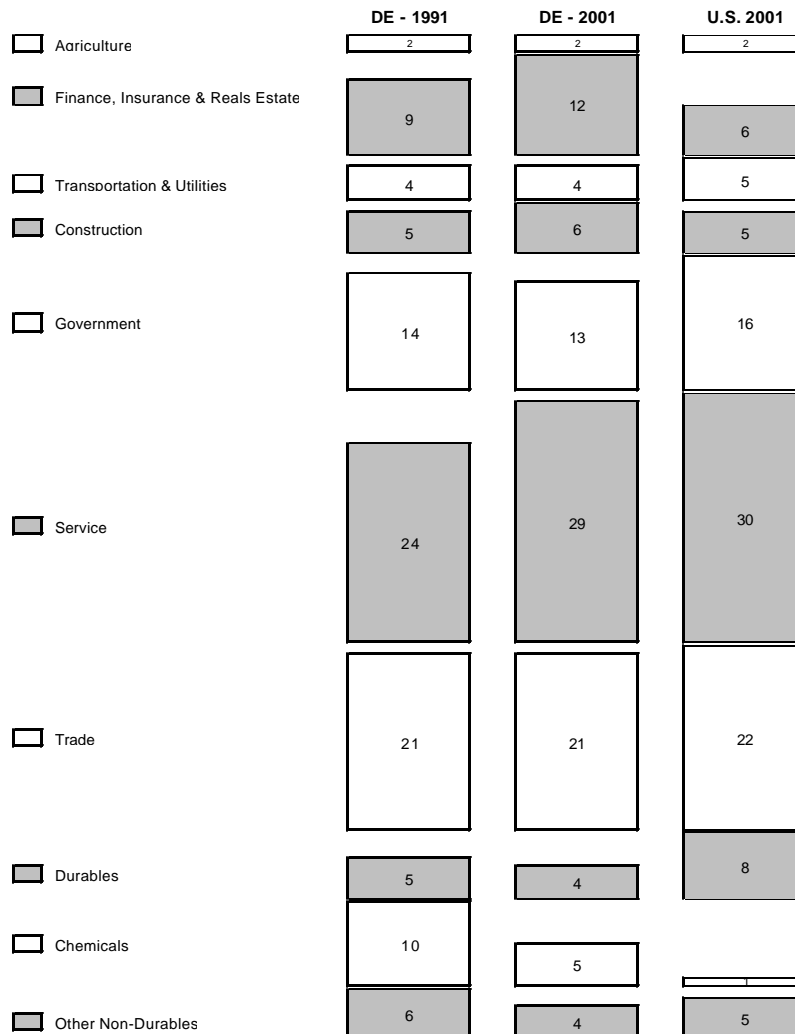 DE - 1991 DE - 2001 U.S. 2001
Agriculture 2 2 2
Finance, Insurance & Reals Estate 9 12 6
Transportation & Utilities 4 4 5
Construction 5 6 5
Government 14 13 16
Service 24 29 30
Trade 21 21 22
Durables 5 4 8
Chemicals 10 5 1
Other Non-Durables 6 4 5